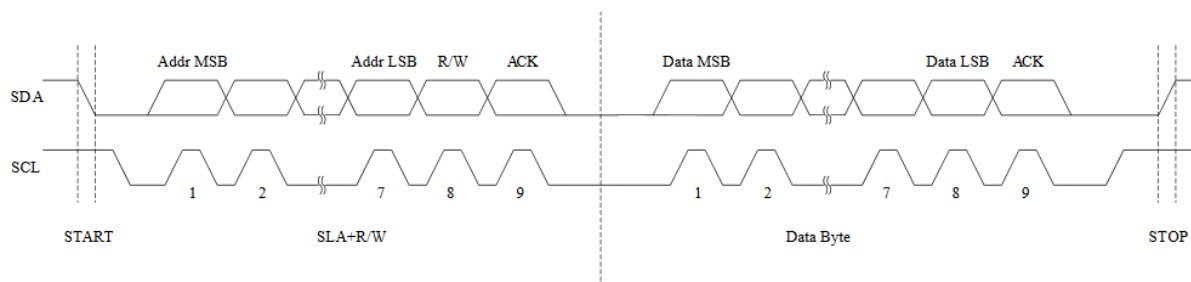 Addr MSB Addr LSB R/W ACK Data MSB Data LSB ACK
SDA
SCL
1 2 7 8 9 1 2 7 8 9
START SLA+R/W Data Byte STOP